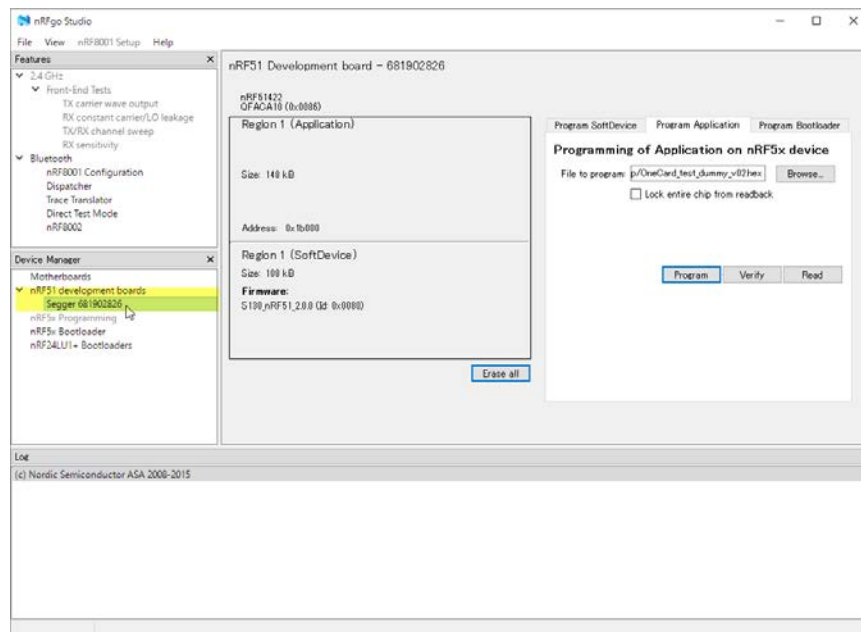 nRFgo Studio
File View nRF8001 Setup Help
Features
2.4 GHz
Front-End Tests
TX carrier wave output
RX constant carrier/LO leakage
TX/RX channel sweep
RX sensitivity
Bluetooth
nRF8001 Configuration
Dispatcher
Trace Translator
Direct Test Mode
nRF8002
Device Manager
Motherboards
nRF51 development boards
Segger 681902826
nRF5x Programming
nRF5x Bootloader
nRF24LU1+ Bootloaders
nRF51 Development board - 681902826
nRF51422
QFACA10 (0x0086)
Region 1 (Application)
Size: 148 kB
Address: 0x1b000
Region 1 (SoftDevice)
Size: 108 kB
Firmware:
S130_nRF51_2.0.0 (Id: 0x0080)
Erase all
Program SoftDevice Program Application Program Bootloader
Programming of Application on nRF5x device
File to program: p/OneCard_test_dummy_v02.hex Browse...
Lock entire chip from readback
Program Verify Read
Log
(c) Nordic Semiconductor ASA 2008-2015